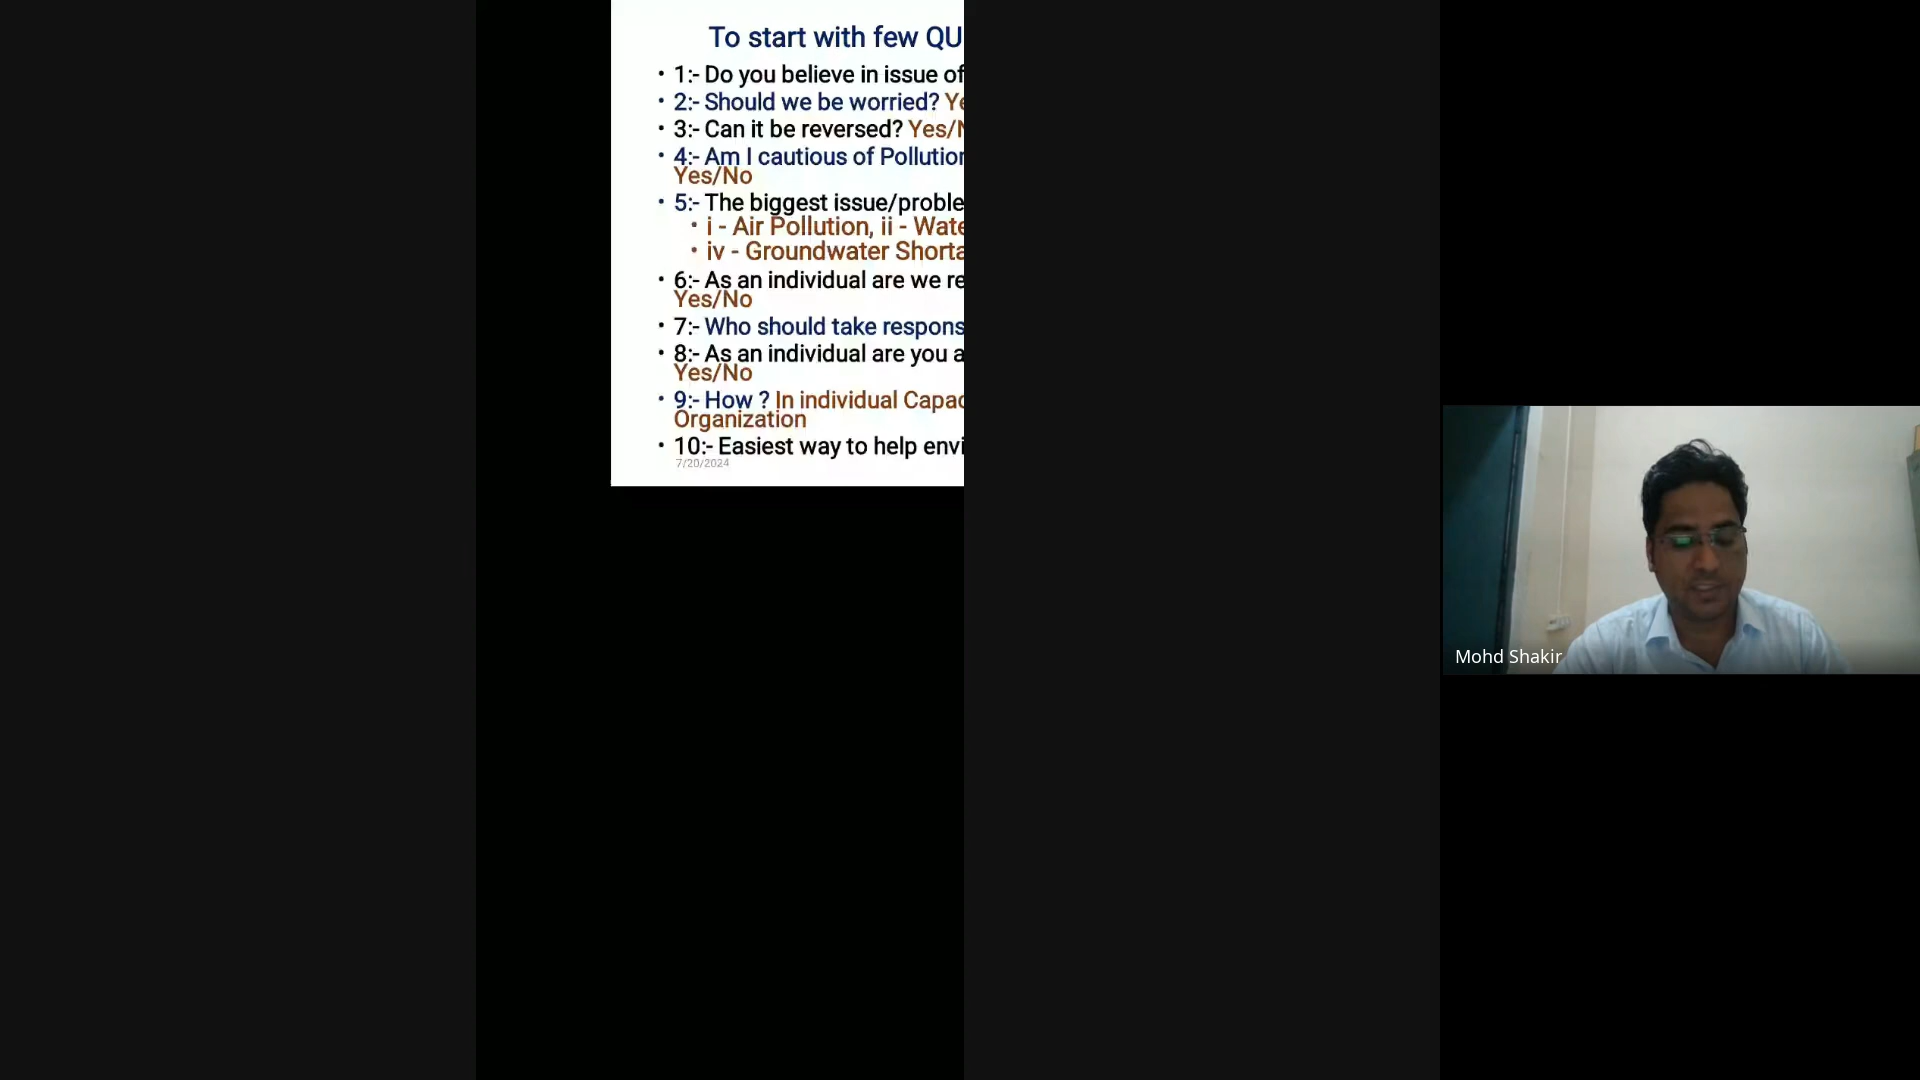 To start with few QU
• 1:- Do you believe in issue of
• 2:- Should we be worried? Ye
• 3:- Can it be reversed? Yes/N
• 4:- Am I cautious of Pollution
Yes/No
• 5:- The biggest issue/proble
• i - Air Pollution, ii - Wate
• iv - Groundwater Shorta
• 6:- As an individual are we re
Yes/No
• 7:- Who should take respons
• 8:- As an individual are you a
Yes/No
• 9:- How ? In individual Capac
Organization
• 10:- Easiest way to help envi
7/20/2024
Mohd Shakir